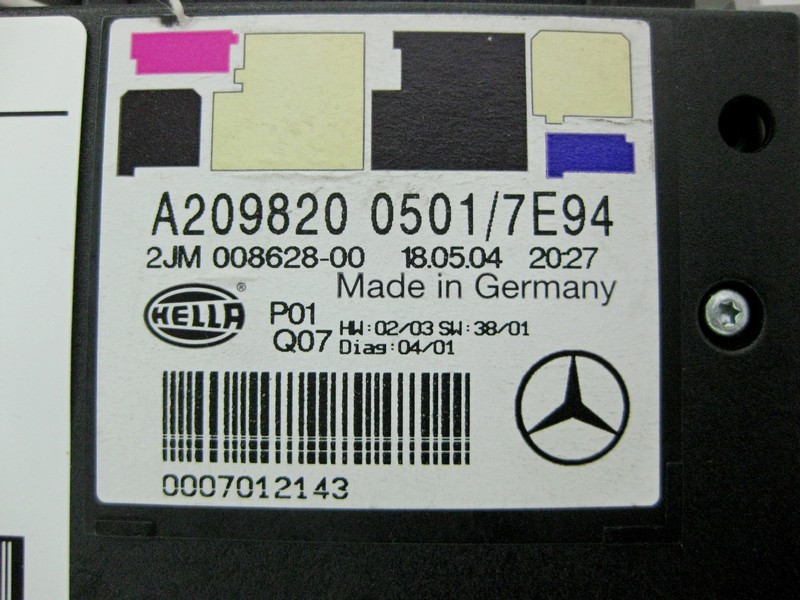 A209820 0501/7E94
2JM 008628-00 18.05.04 20:27
Made in Germany
HELLA ®
P01
Q07
HW:02/03 SW:38/01
Diag:04/01
0007012143